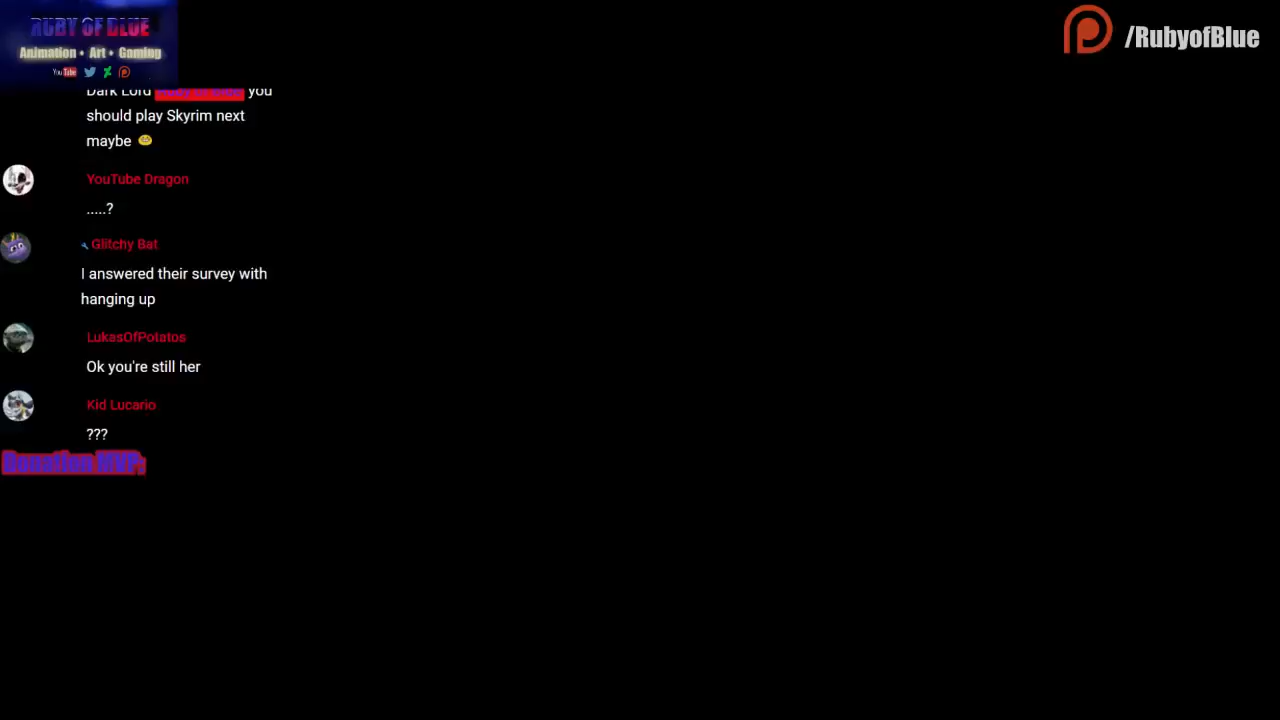 RUBY OF BLUE
Animation • Art • Gaming
YouTube
/RubyofBlue
Dark Lord you
should play Skyrim next
maybe
YouTube Dragon
.....?
Glitchy Bat
I answered their survey with
hanging up
LukasOfPotatos
Ok you're still her
Kid Lucario
???
Donation MVP: